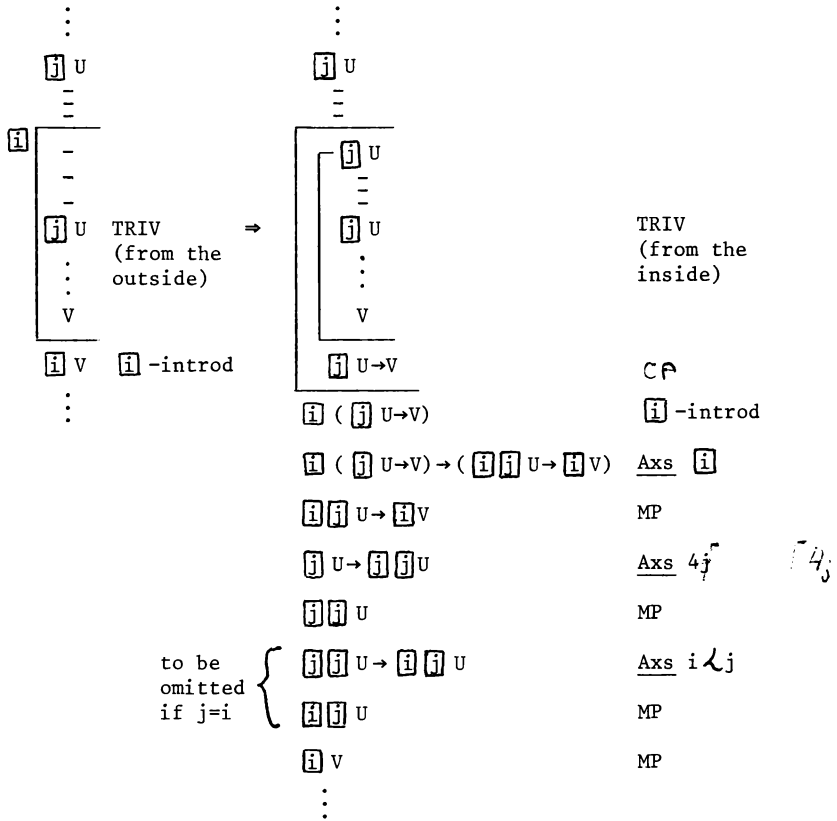 ⋮ ⋮
[j] U [j] U
[i]
[j] U
[j] U TRIV ⇒ [j] U TRIV
(from the (from the
outside) inside)
V V
[i] V [i] -introd [j] U→V CP
[i] ( [j] U→V) [i] -introd
[i] ( [j] U→V) → ( [i] [j] U→ [i] V) Axs [i]
[i] [j] U→ [i] V MP
[j] U→ [j] [j] U Axs 4j
[j] [j] U MP
to be
omitted
if j=i
[j] [j] U→ [i] [j] U Axs i<j
[i] [j] U MP
[i] V MP
⋮